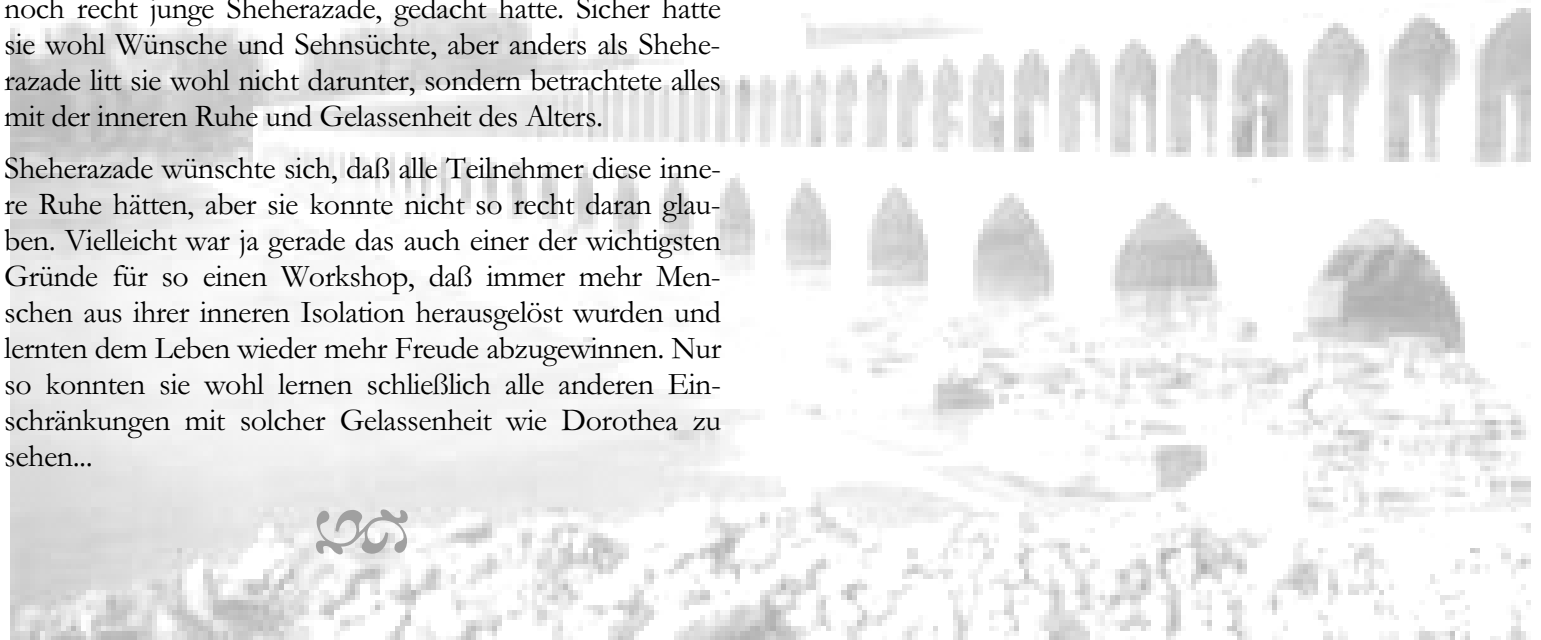 noch recht junge Sheherazade, gedacht hatte. Sicher hatte
sie wohl Wünsche und Sehnsüchte, aber anders als Shehe-
razade litt sie wohl nicht darunter, sondern betrachtete alles
mit der inneren Ruhe und Gelassenheit des Alters.
Sheherazade wünschte sich, daß alle Teilnehmer diese inne-
re Ruhe hätten, aber sie konnte nicht so recht daran glau-
ben. Vielleicht war ja gerade das auch einer der wichtigsten
Gründe für so einen Workshop, daß immer mehr Men-
schen aus ihrer inneren Isolation herausgelöst wurden und
lernten dem Leben wieder mehr Freude abzugewinnen. Nur
so konnten sie wohl lernen schließlich alle anderen Ein-
schränkungen mit solcher Gelassenheit wie Dorothea zu
sehen...